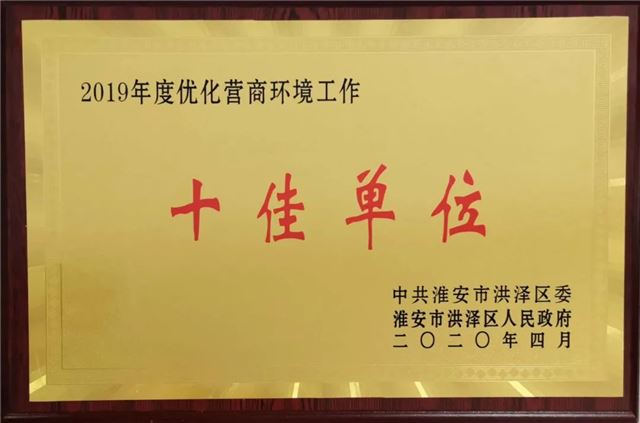 2019年度优化营商环境工作
十佳单位
中共淮安市洪泽区委
淮安市洪泽区人民政府
二〇二〇年四月